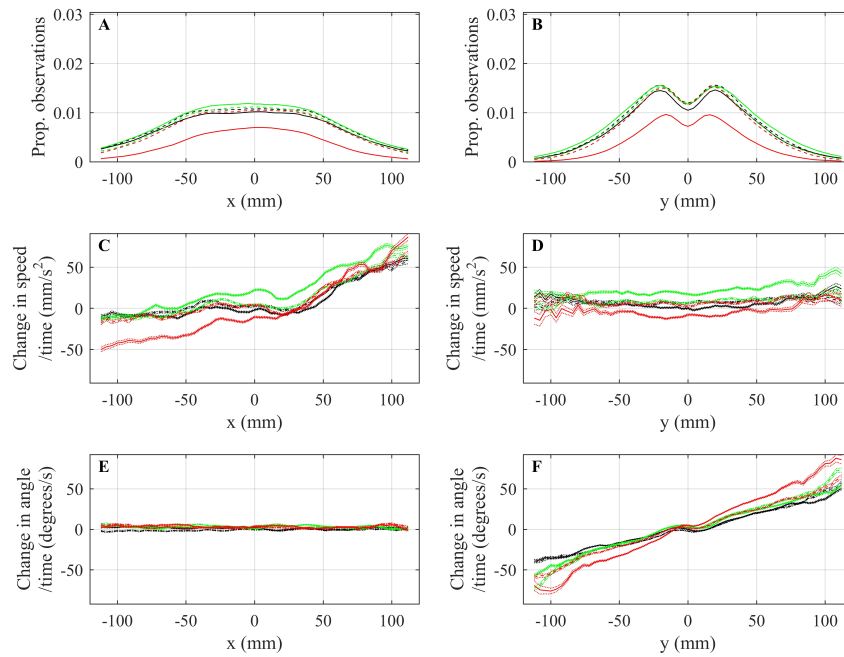 A
Prop. observations
0.03
0.02
0.01
0
-100 -50 0 50 100
x (mm)
B
Prop. observations
0.03
0.02
0.01
0
-100 -50 0 50 100
y (mm)
C
Change in speed
/time (mm/s²)
50
0
-50
-100 -50 0 50 100
x (mm)
D
Change in speed
/time (mm/s²)
50
0
-50
-100 -50 0 50 100
y (mm)
E
Change in angle
/time (degrees/s)
50
0
-50
-100 -50 0 50 100
x (mm)
F
Change in angle
/time (degrees/s)
50
0
-50
-100 -50 0 50 100
y (mm)